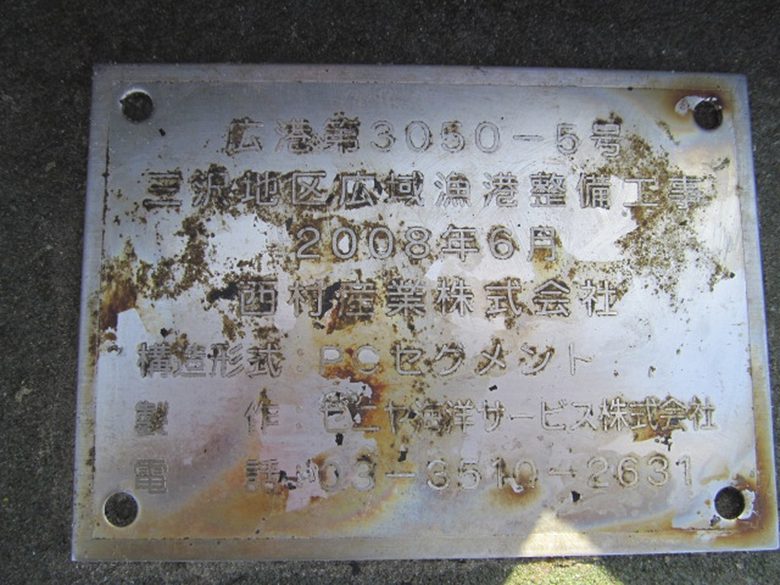 広港第3050-5号
三沢地区広域漁港整備工事
2008年6月
西村産業株式会社
構造形式:PCセグメント
製 作:ゼニヤ海洋サービス株式会社
電 話:03-3510-2631